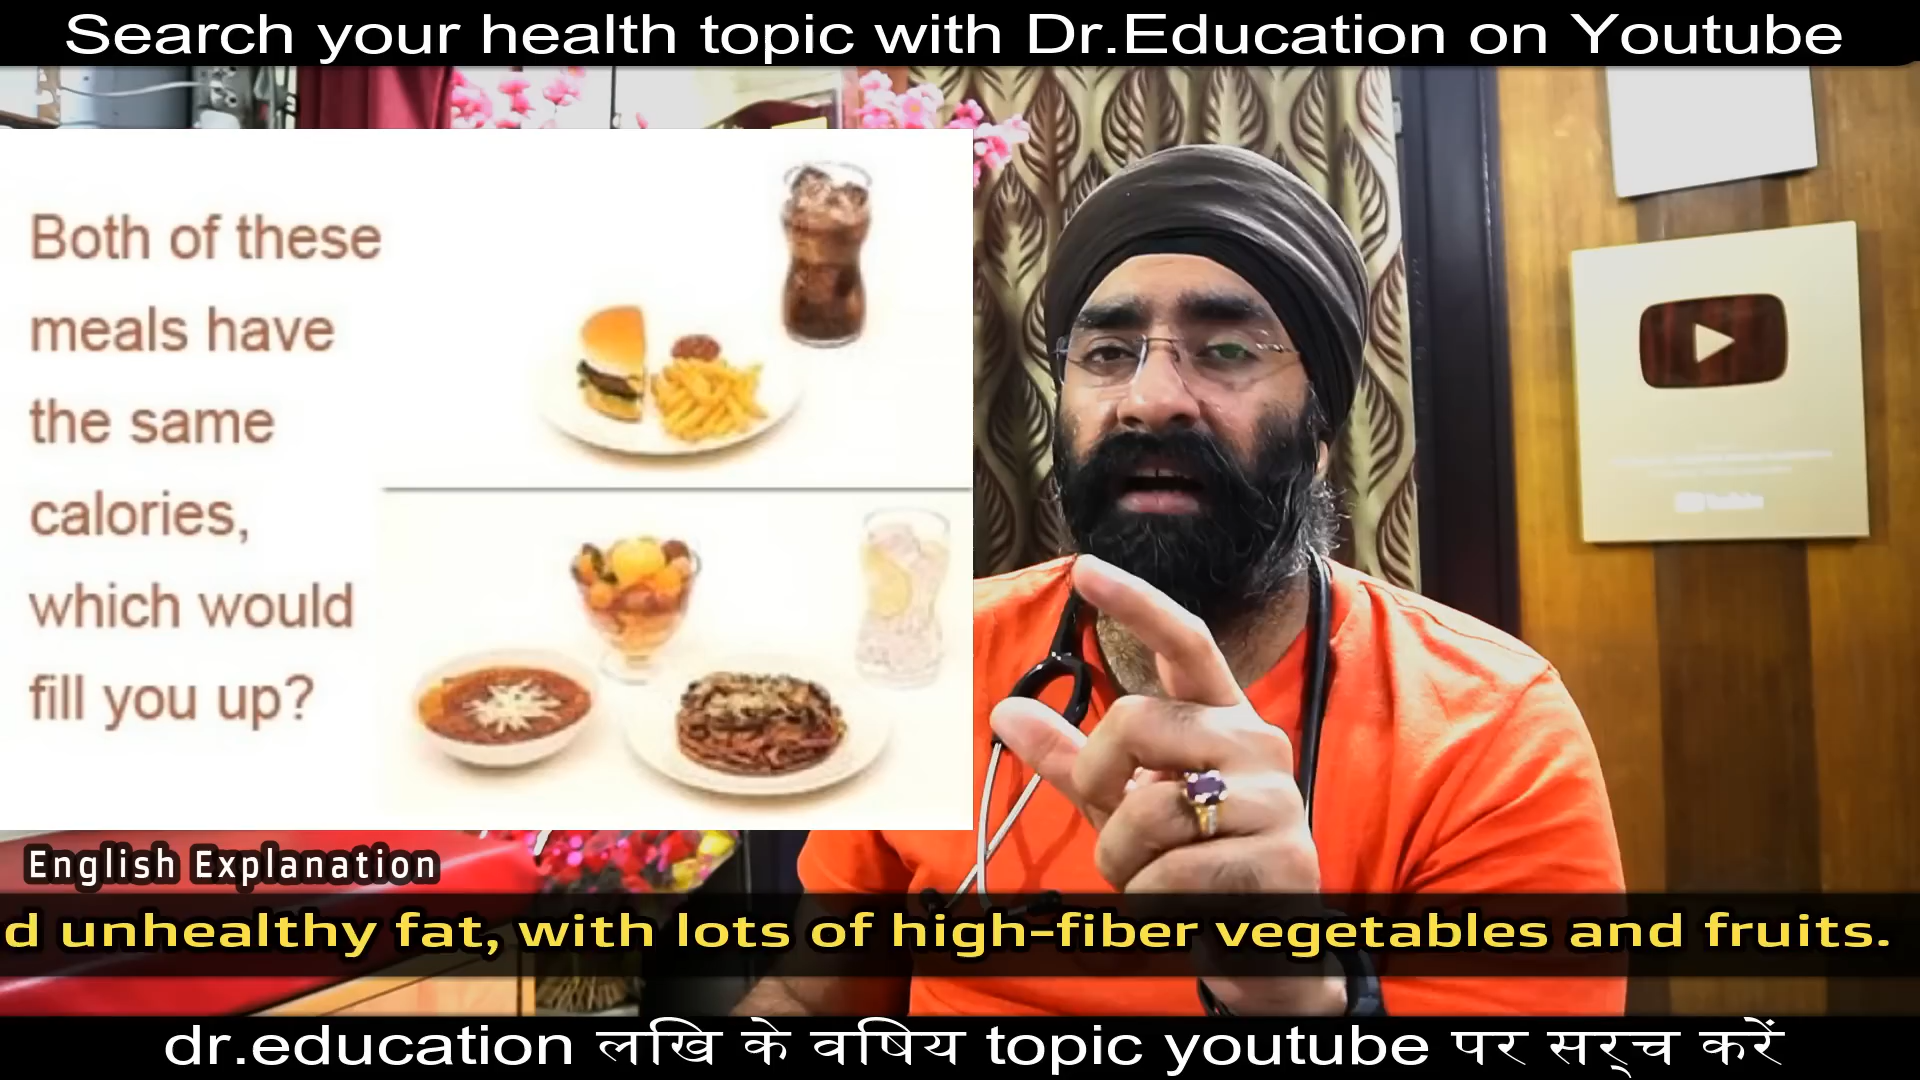 Search your health topic with Dr.Education on Youtube
Both of these
meals have
the same
calories,
which would
fill you up?
English Explanation
d unhealthy fat, with lots of high-fiber vegetables and fruits.
dr.education लखि के वषिय topic youtube पर सर्च करें